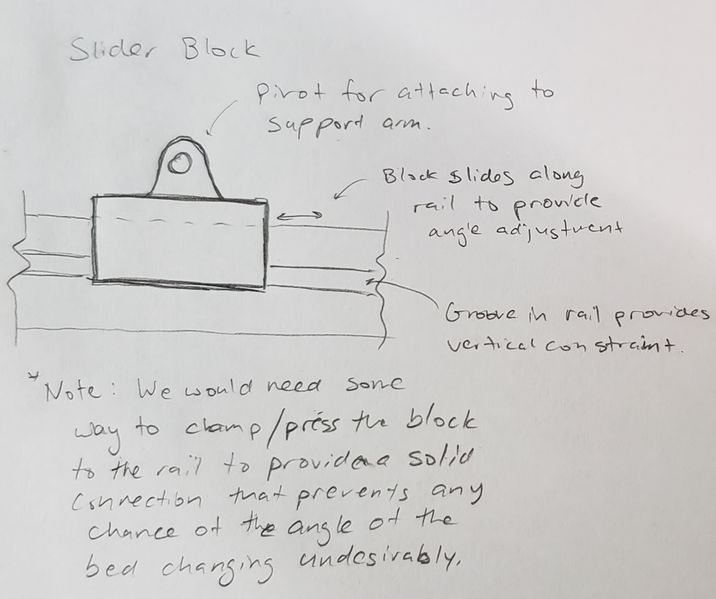 Slider Block
Pivot for attaching to
support arm.
Block slides along
rail to provide
angle adjustment
Groove in rail provides
vertical constraint.
*Note: We would need some
way to clamp/press the block
to the rail to provide a solid
connection that prevents any
chance of the angle of the
bed changing undesirably.